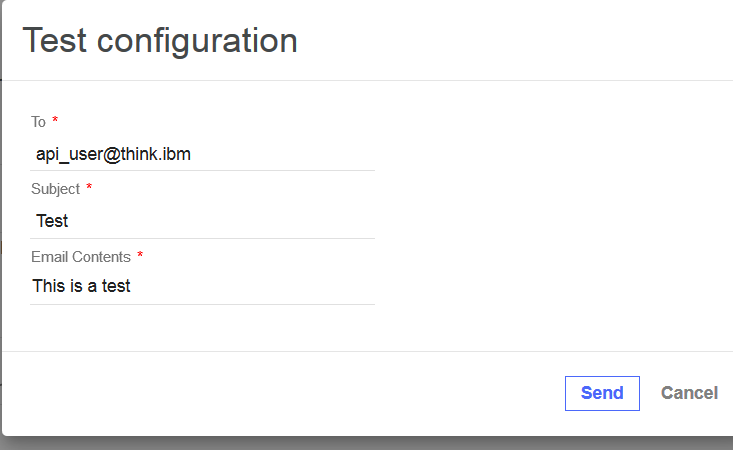 Test configuration
To *
api_user@think.ibm
Subject *
Test
Email Contents *
This is a test
Send Cancel